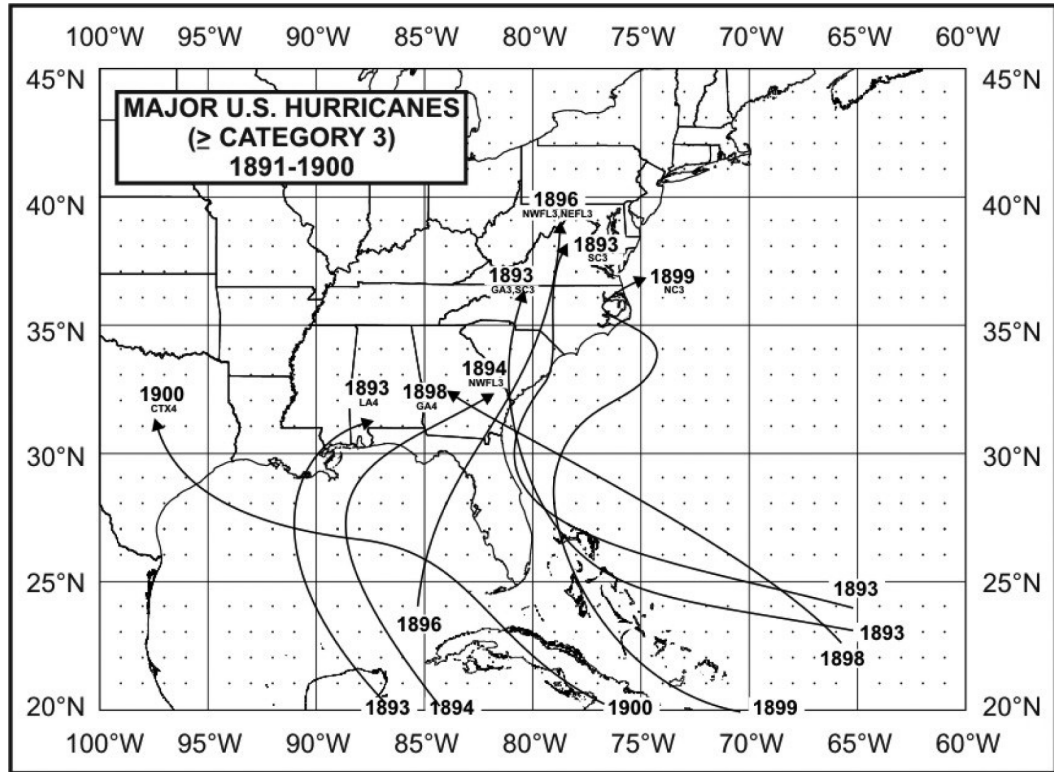 100°W 95°W 90°W 85°W 80°W 75°W 70°W 65°W 60°W
45°N 45°N
MAJOR U.S. HURRICANES
(≥ CATEGORY 3)
1891-1900
40°N 40°N
1896
NWFL3,NEFL3
1893
SC3
1893
GA3,SC3
1899
NC3
35°N 35°N
1894
NWFL3
1893
LA4
1898
GA4
1900
CTX4
30°N 30°N
25°N 25°N
1893
1893
1896
1898
1893 1894 1900 1899
20°N 20°N
100°W 95°W 90°W 85°W 80°W 75°W 70°W 65°W 60°W